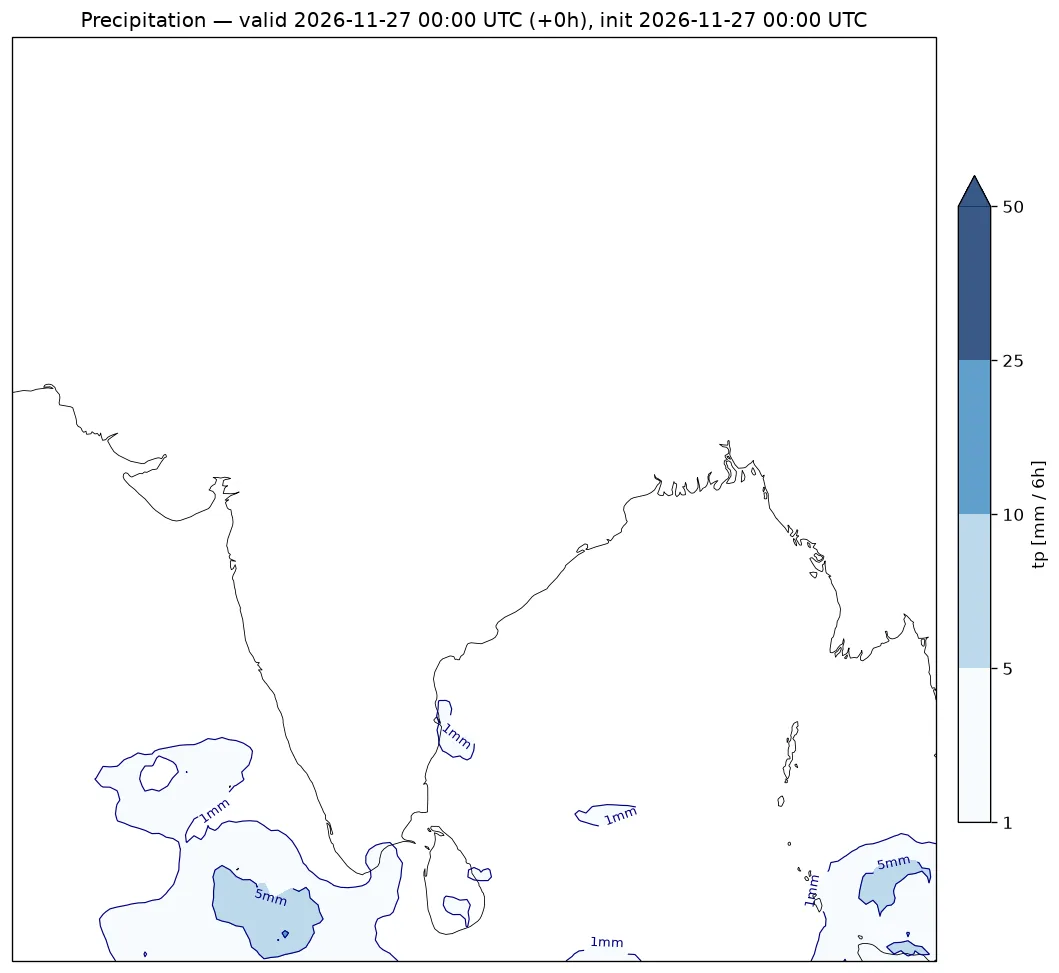 Precipitation — valid 2026-11-27 00:00 UTC (+0h), init 2026-11-27 00:00 UTC
50
25
10
5
1
tp [mm / 6h]
1mm
1mm
1mm
5mm
5mm
1mm
1mm